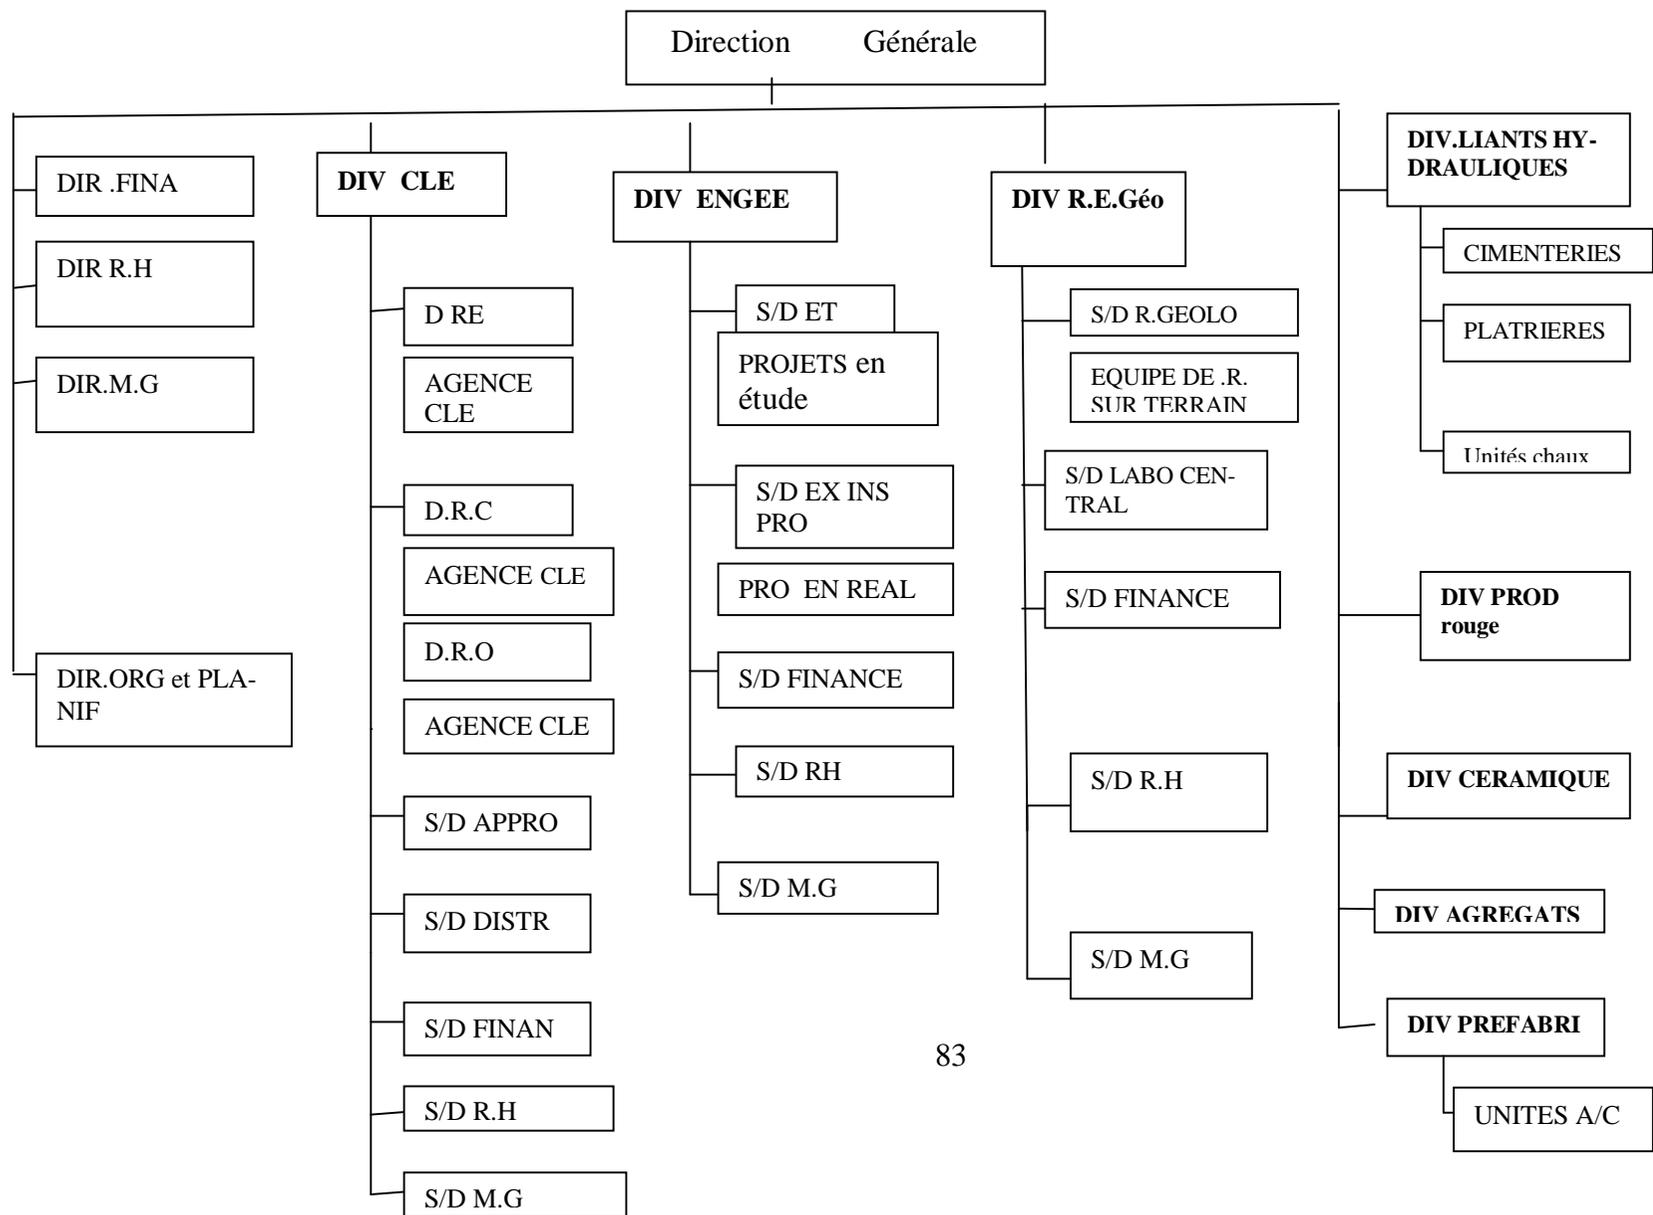 Direction Générale
DIR .FINA
DIR R.H
DIR.M.G
DIR.ORG et PLA-
NIF
DIV CLE
D RE
AGENCE
CLE
D.R.C
AGENCE CLE
D.R.O
AGENCE CLE
S/D APPRO
S/D DISTR
S/D FINAN
S/D R.H
S/D M.G
DIV ENGEE
S/D ET
PROJETS en
étude
S/D EX INS
PRO
PRO EN REAL
S/D FINANCE
S/D RH
S/D M.G
DIV R.E.Géo
S/D R.GEOLO
EQUIPE DE .R.
SUR TERRAIN
S/D LABO CEN-
TRAL
S/D FINANCE
S/D R.H
S/D M.G
DIV.LIANTS HY-
DRAULIQUES
CIMENTERIES
PLATRIERES
Unités chaux
DIV PROD
rouge
DIV CERAMIQUE
DIV AGREGATS
DIV PREFABRI
UNITES A/C
83